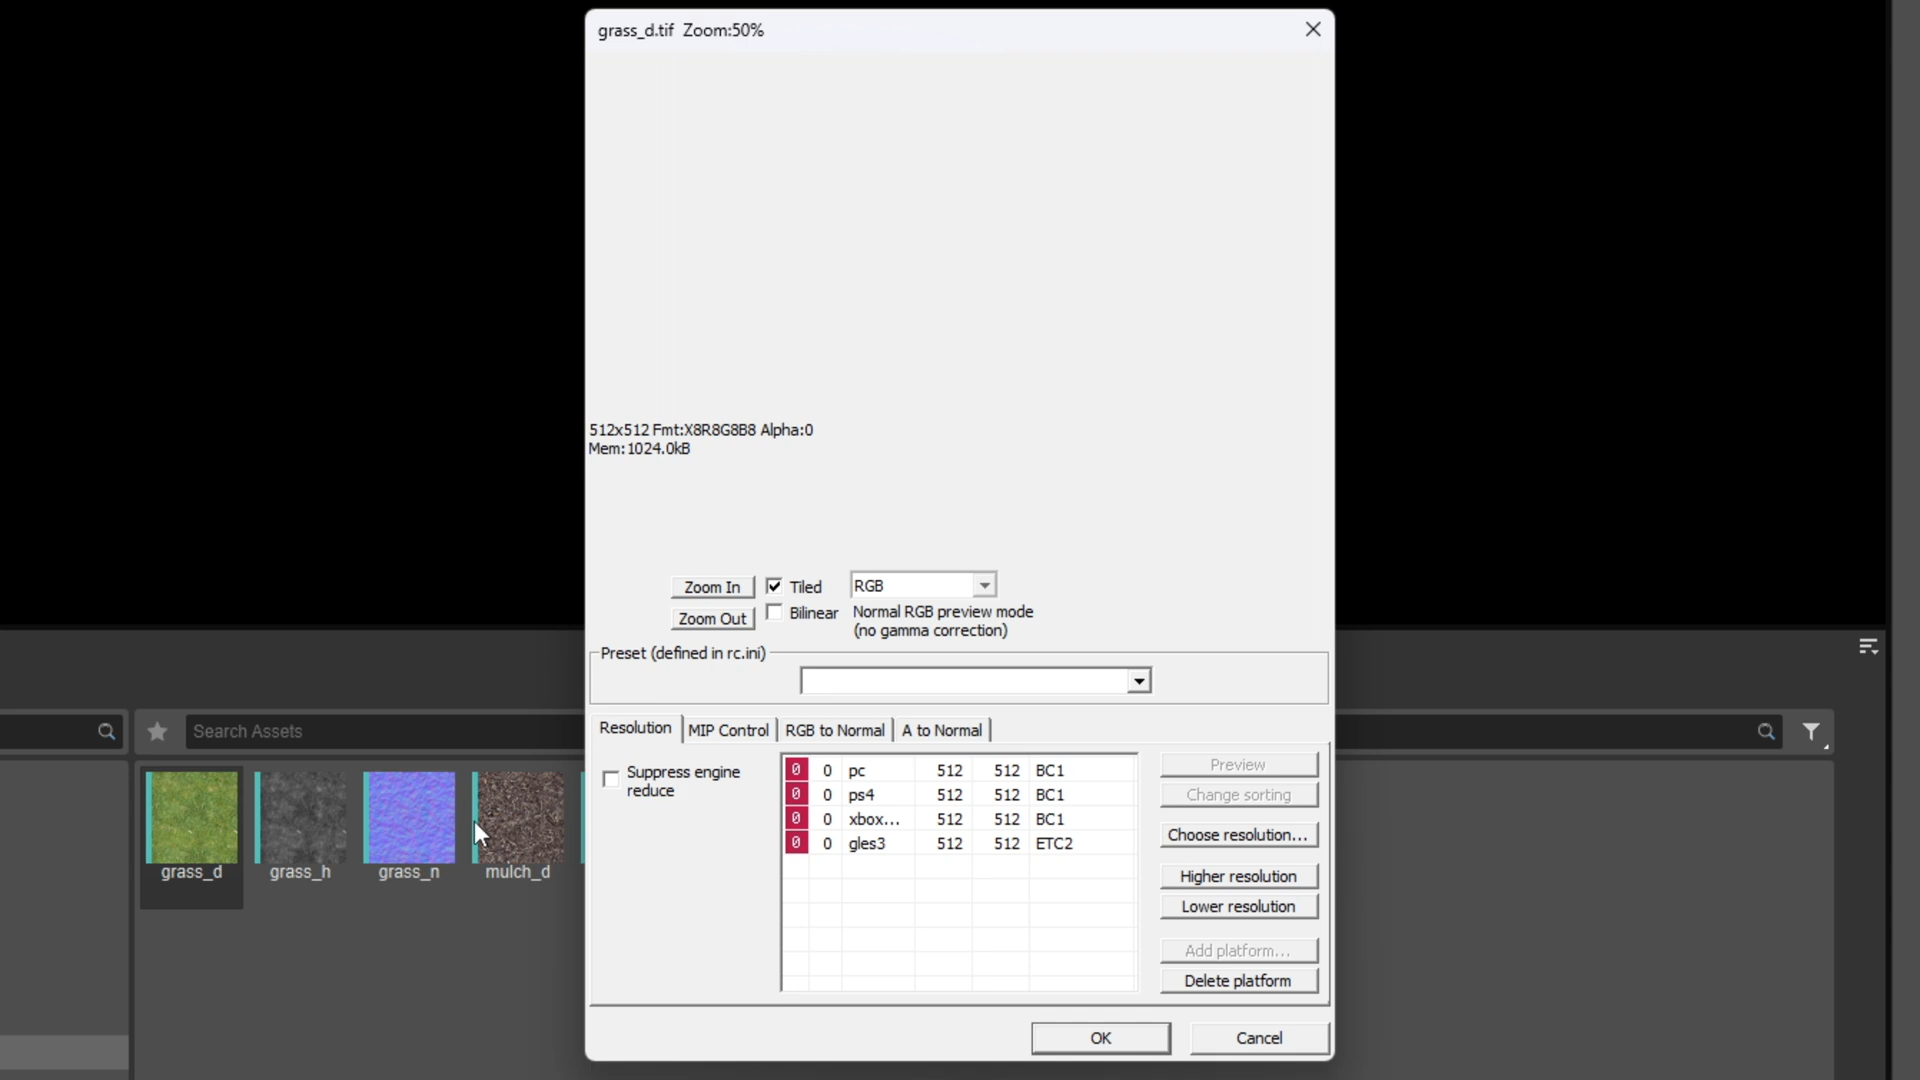 grass_d.tif Zoom:50%
512x512 Fmt:X8R8G8B8 Alpha:0
Mem:1024.0kB
Zoom In
Tiled
RGB
Zoom Out
Bilinear
Normal RGB preview mode
(no gamma correction)
Preset (defined in rc.ini)
Search Assets
Resolution
MIP Control
RGB to Normal
A to Normal
Suppress engine
reduce
0 0 pc 512 512 BC1
0 0 ps4 512 512 BC1
0 0 xbox... 512 512 BC1
0 0 gles3 512 512 ETC2
Preview
Change sorting
Choose resolution...
Higher resolution
Lower resolution
Add platform...
Delete platform
grass_d
grass_h
grass_n
mulch_d
OK
Cancel